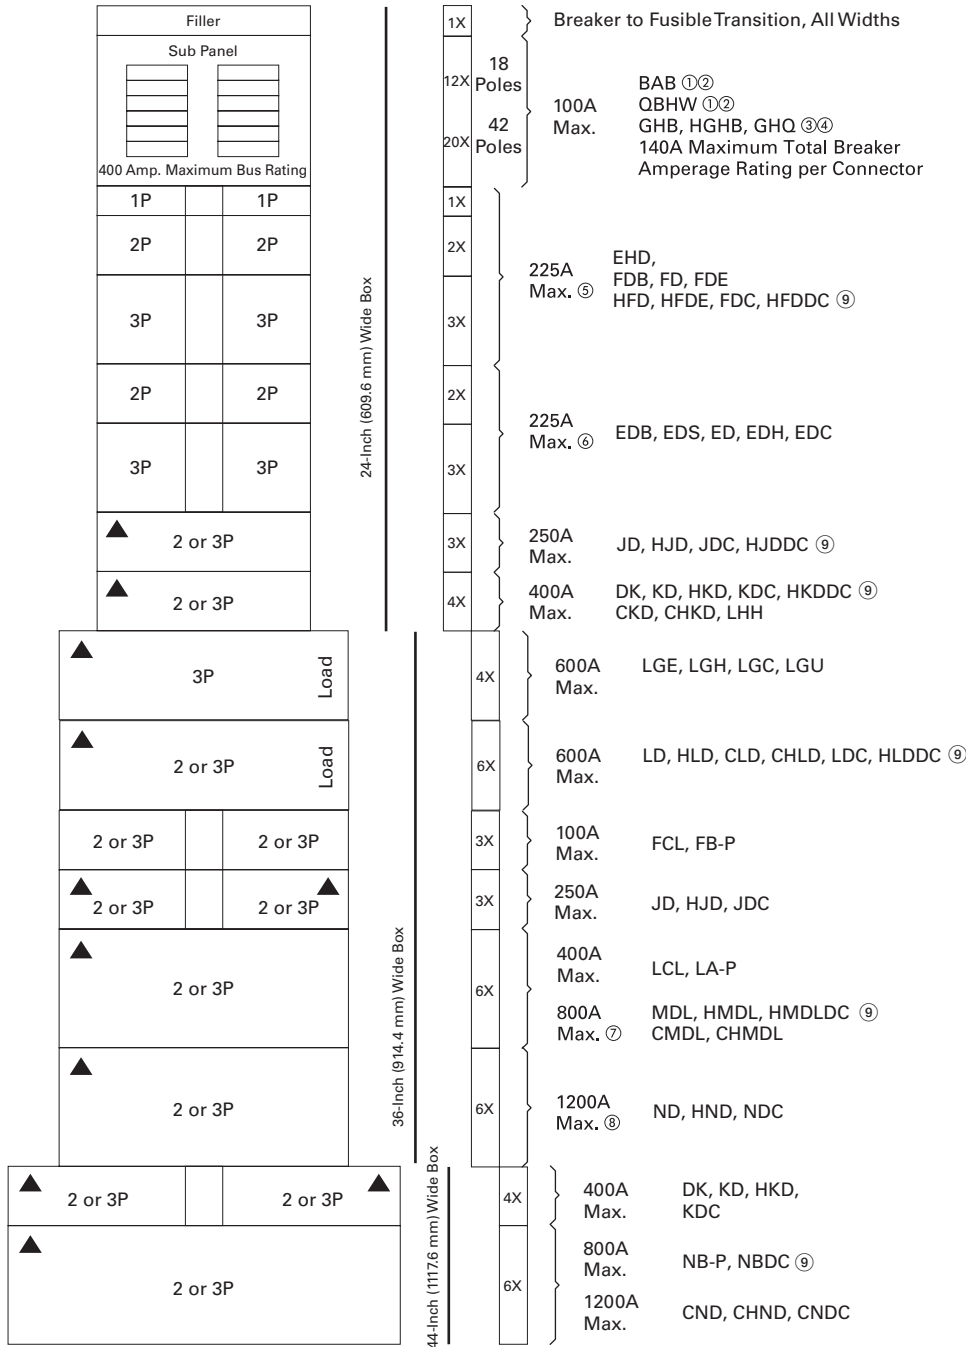 Filler
1X
Breaker to Fusible Transition, All Widths
Sub Panel
400 Amp. Maximum Bus Rating
12X
18
Poles
20X
42
Poles
100A
Max.
BAB ①②
QBHW ①②
GHB, HGHB, GHQ ③④
140A Maximum Total Breaker
Amperage Rating per Connector
1P
1P
1X
2P
2P
2X
3P
3P
3X
225A
Max. ⑤
EHD,
FDB, FD, FDE
HFD, HFDE, FDC, HFDDC ⑨
2P
2P
2X
3P
3P
3X
225A
Max. ⑥
EDB, EDS, ED, EDH, EDC
2 or 3P
3X
250A
Max.
JD, HJD, JDC, HJDDC ⑨
2 or 3P
4X
400A
Max.
DK, KD, HKD, KDC, HKDDC ⑨
CKD, CHKD, LHH
24-Inch (609.6 mm) Wide Box
3P
Load
4X
600A
Max.
LGE, LGH, LGC, LGU
2 or 3P
Load
6X
600A
Max.
LD, HLD, CLD, CHLD, LDC, HLDDC ⑨
2 or 3P
2 or 3P
3X
100A
Max.
FCL, FB-P
2 or 3P
2 or 3P
3X
250A
Max.
JD, HJD, JDC
2 or 3P
6X
400A
Max.
LCL, LA-P
800A
Max. ⑦
MDL, HMDL, HMDLDC ⑨
CMDL, CHMDL
2 or 3P
6X
1200A
Max. ⑧
ND, HND, NDC
36-Inch (914.4 mm) Wide Box
2 or 3P
2 or 3P
4X
400A
Max.
DK, KD, HKD,
KDC
2 or 3P
6X
800A
Max.
NB-P, NBDC ⑨
1200A
Max.
CND, CHND, CNDC
44-Inch (1117.6 mm) Wide Box